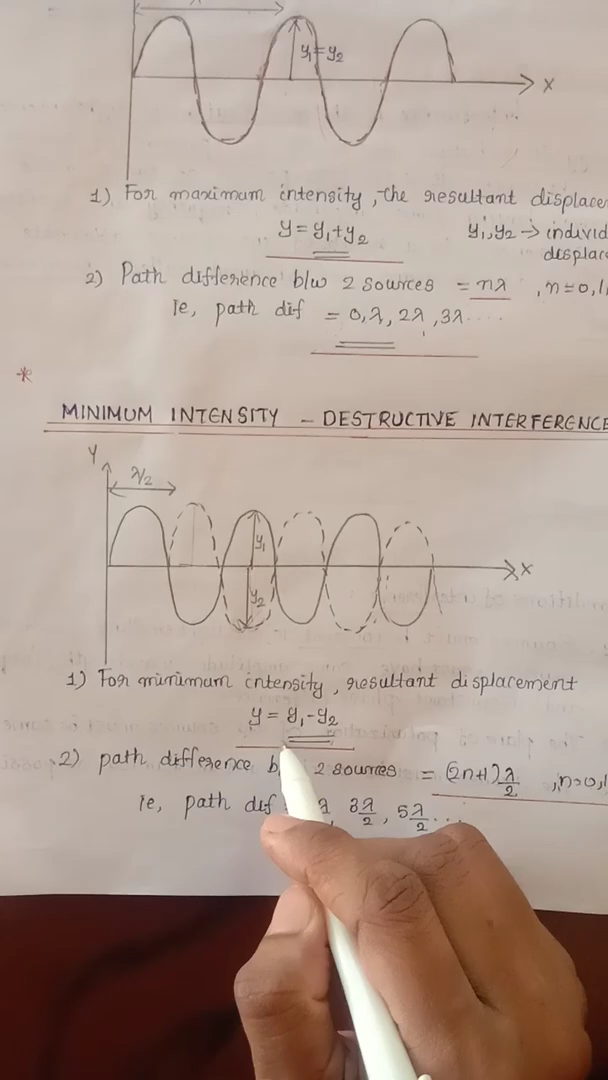 y₁=y₂
X
1) For maximum intensity, the resultant
y = y₁+y₂ y₁,y₂ →
2) Path difference b/w 2 sources = nλ , n=0,1
Ie, path dif = 0, λ, 2λ, 3λ ....
*
MINIMUM INTENSITY - DESTRUCTIVE INTERFERENCE
Y
λ/2
y₁
X
y₂
1) For minimum intensity, resultant displacement
y = y₁-y₂
2) path difference 2 sources = (2n+1)λ/2 , n=0,1
Ie, path dif 3λ/2, 5λ/2 ...